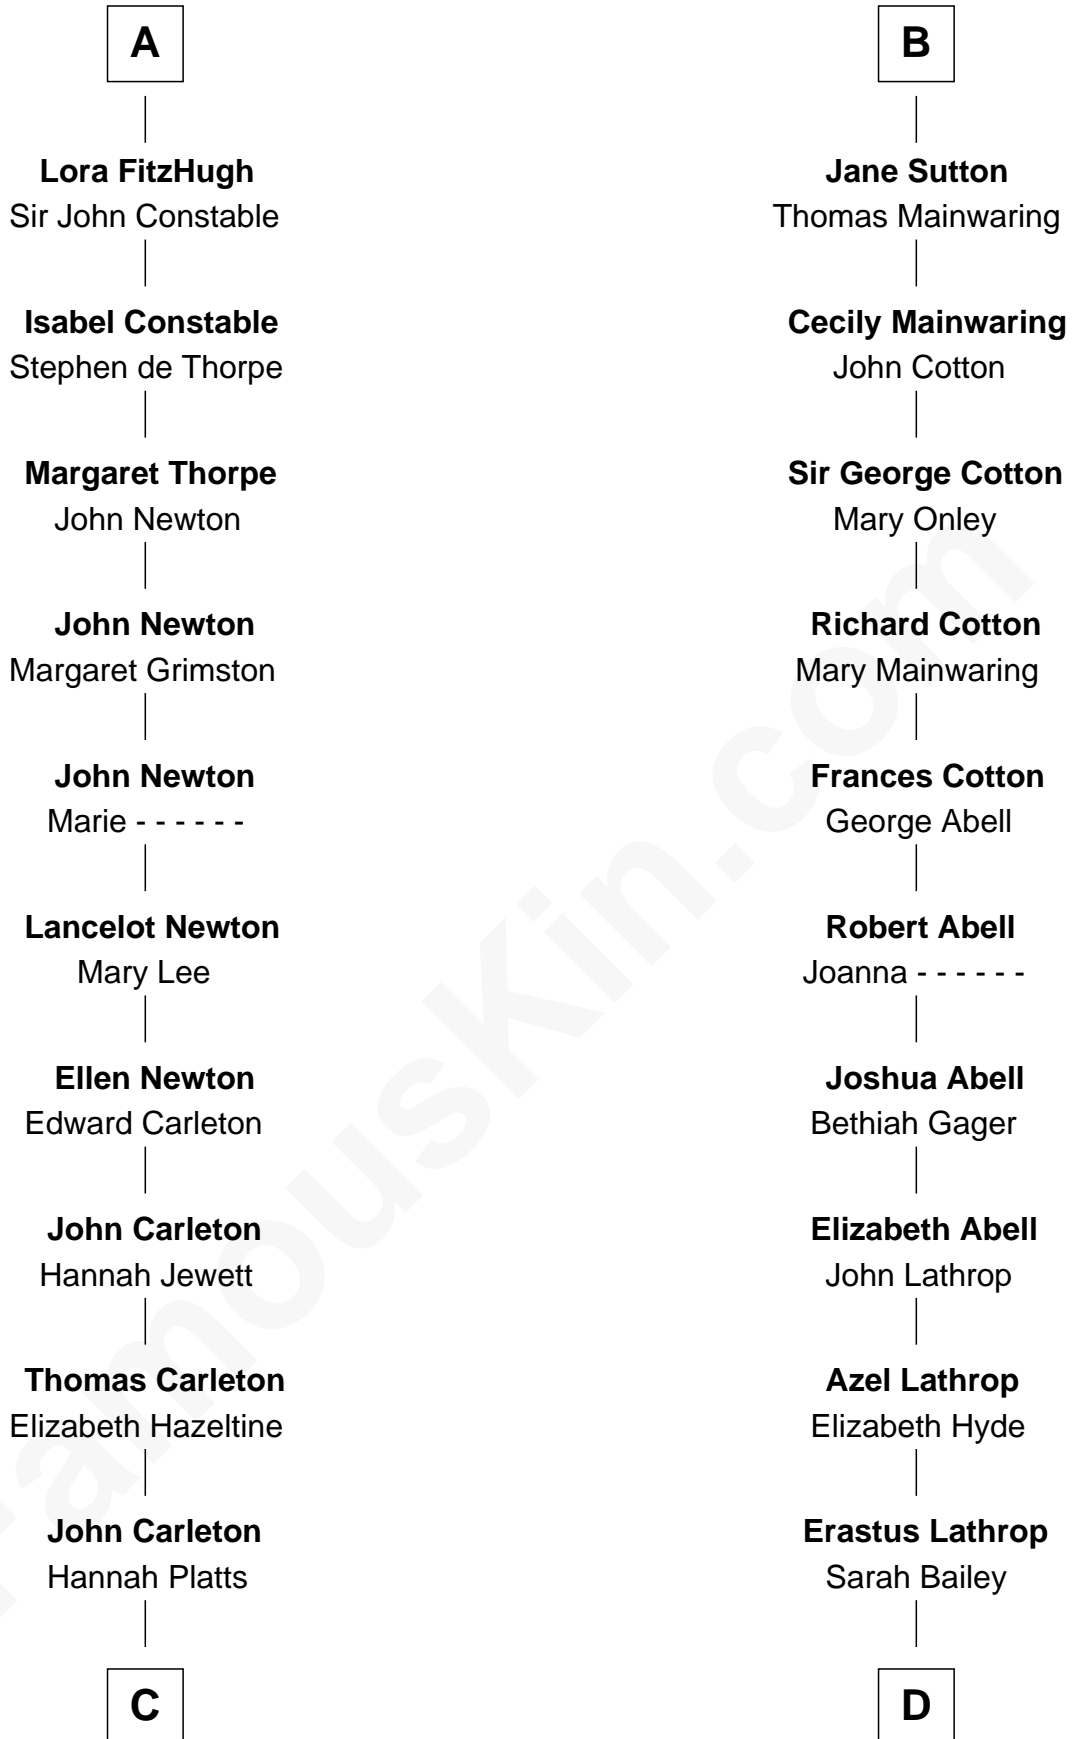 A
Lora FitzHugh
Sir John Constable
Isabel Constable
Stephen de Thorpe
Margaret Thorpe
John Newton
John Newton
Margaret Grimston
John Newton
Marie - - - - - -
Lancelot Newton
Mary Lee
Ellen Newton
Edward Carleton
John Carleton
Hannah Jewett
Thomas Carleton
Elizabeth Hazeltine
John Carleton
Hannah Platts
C
B
Jane Sutton
Thomas Mainwaring
Cecily Mainwaring
John Cotton
Sir George Cotton
Mary Onley
Richard Cotton
Mary Mainwaring
Frances Cotton
George Abell
Robert Abell
Joanna - - - - - -
Joshua Abell
Bethiah Gager
Elizabeth Abell
John Lathrop
Azel Lathrop
Elizabeth Hyde
Erastus Lathrop
Sarah Bailey
D
FamousKin.com